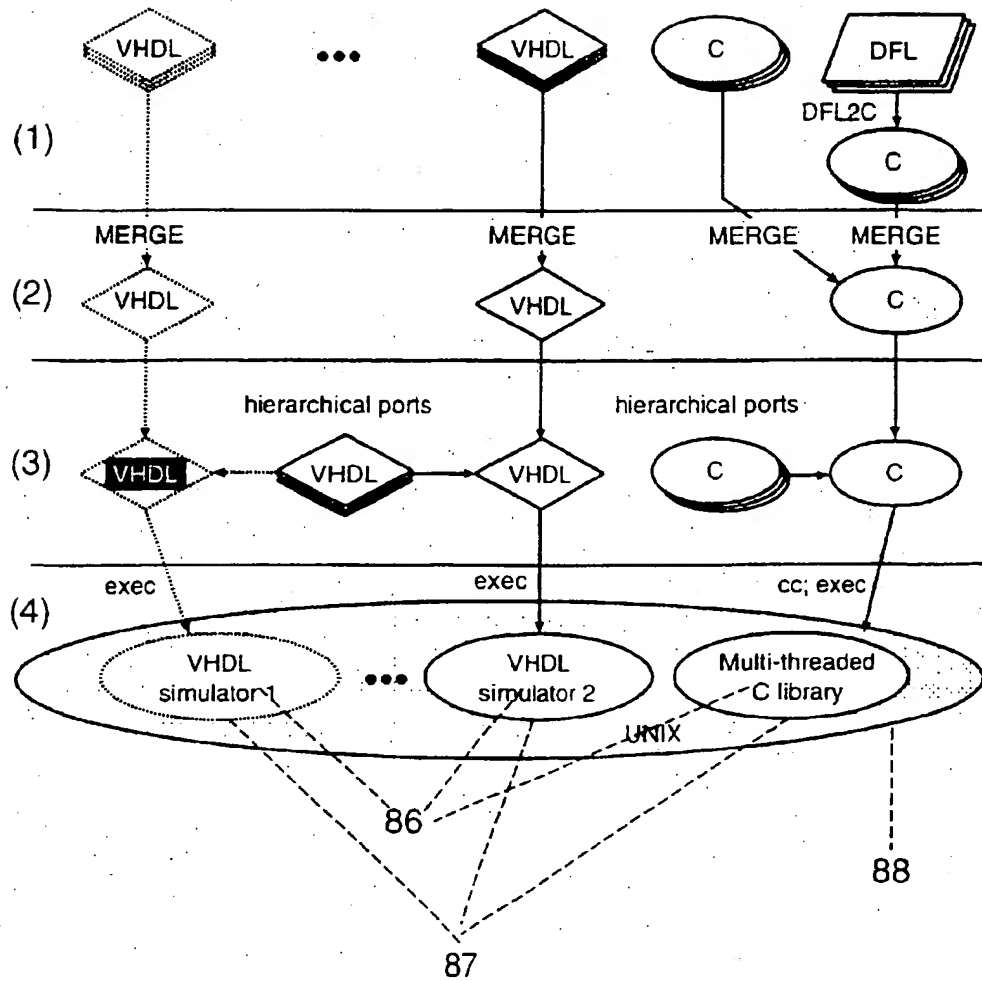 VHDL
VHDL
C
DFL
DFL2C
(1)
C
MERGE
MERGE
MERGE
MERGE
(2)
VHDL
VHDL
C
hierarchical ports
hierarchical ports
(3)
VHDL
VHDL
VHDL
C
C
exec
exec
cc; exec
(4)
VHDL
simulator 1
VHDL
simulator 2
Multi-threaded
C library
UNIX
86
88
87